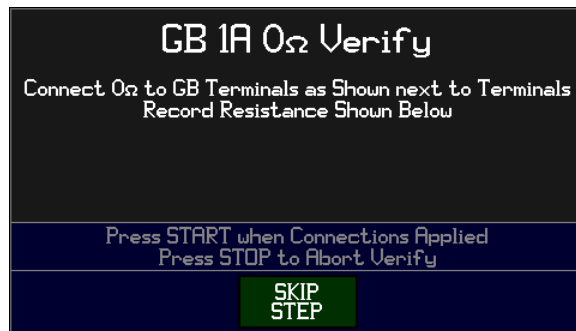 GB 1A 0Ω Verify
Connect 0Ω to GB Terminals as Shown next to Terminals
Record Resistance Shown Below
Press START when Connections Applied
Press STOP to Abort Verify
SKIP
STEP